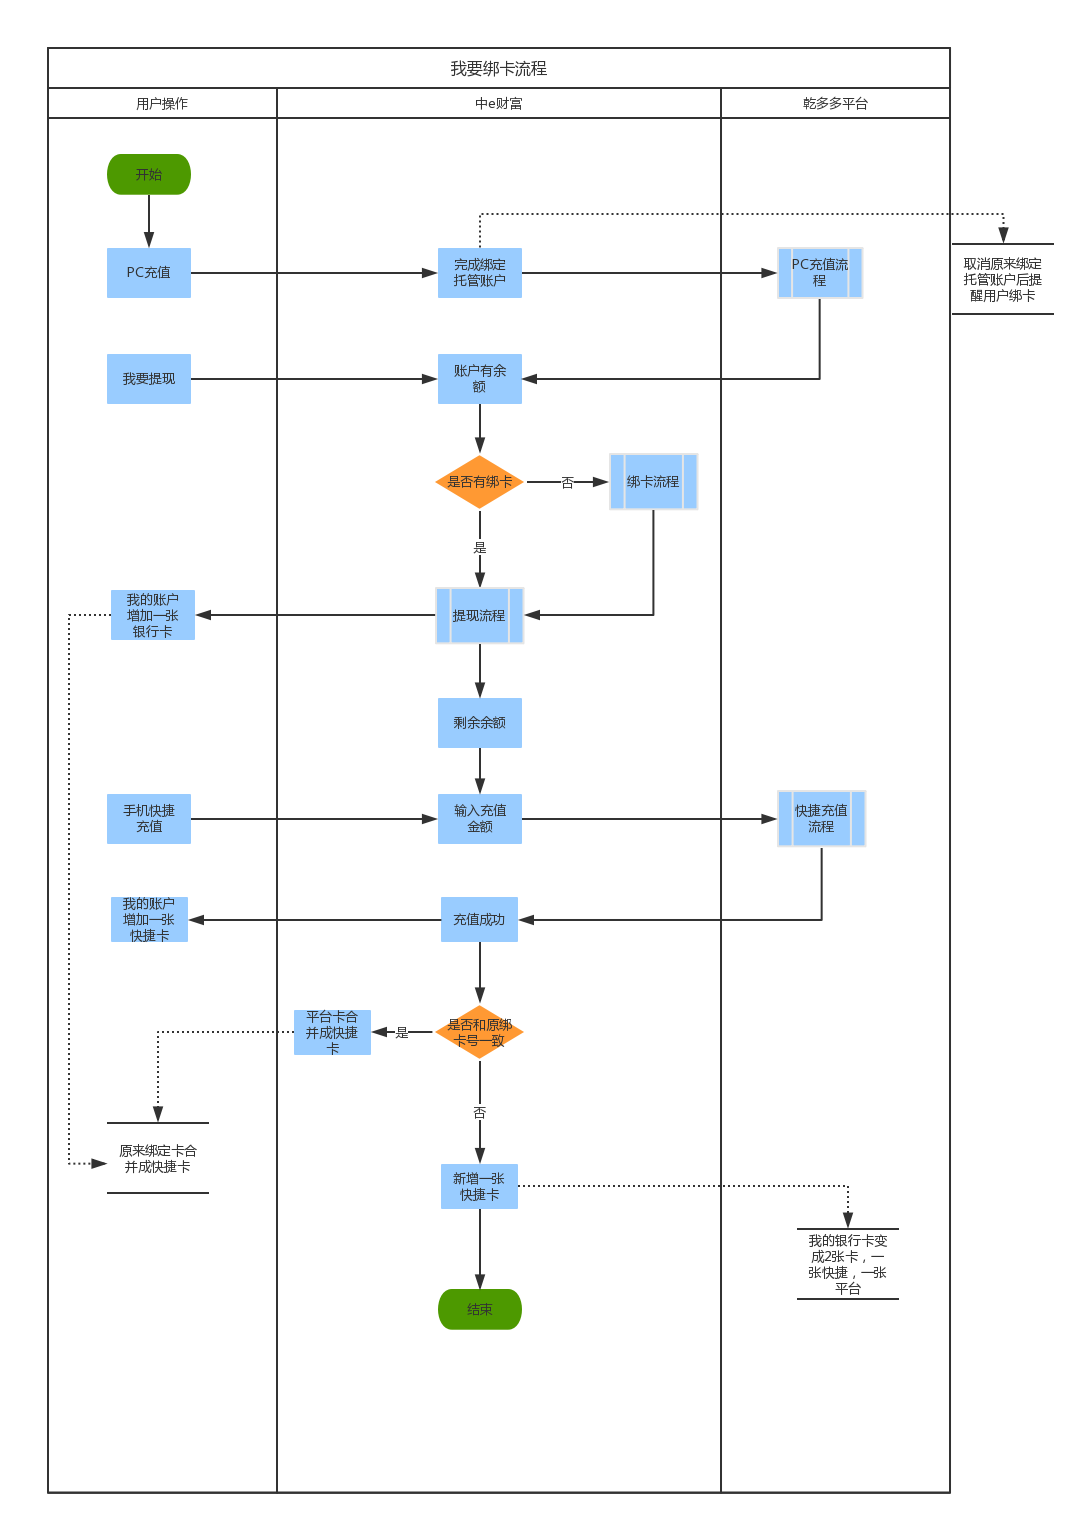 我要绑卡流程
用户操作
中e财富
乾多多平台
开始
PC充值
完成绑定
托管账户
PC充值流
程
取消原来绑定
托管账户后提
醒用户绑卡
我要提现
账户有余
额
是否有绑卡
否
绑卡流程
是
我的账户
增加一张
银行卡
提现流程
剩余余额
手机快捷
充值
输入充值
金额
快捷充值
流程
我的账户
增加一张
快捷卡
充值成功
平台卡合
并成快捷
卡
是
是否和原绑
卡号一致
否
原来绑定卡合
并成快捷卡
新增一张
快捷卡
我的银行卡变
成2张卡，一
张快捷，一张
平台
结束